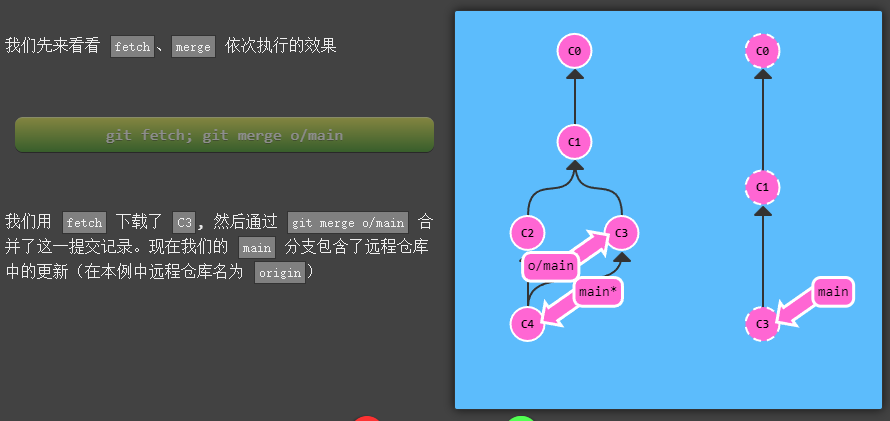 我们先来看看 fetch、merge 依次执行的效果
git fetch; git merge o/main
我们用 fetch 下载了 C3, 然后通过 git merge o/main 合
并了这一提交记录。现在我们的 main 分支包含了远程仓库
中的更新（在本例中远程仓库名为 origin）
C0
C1
C2
C3
o/main
main*
C4
C0
C1
main
C3